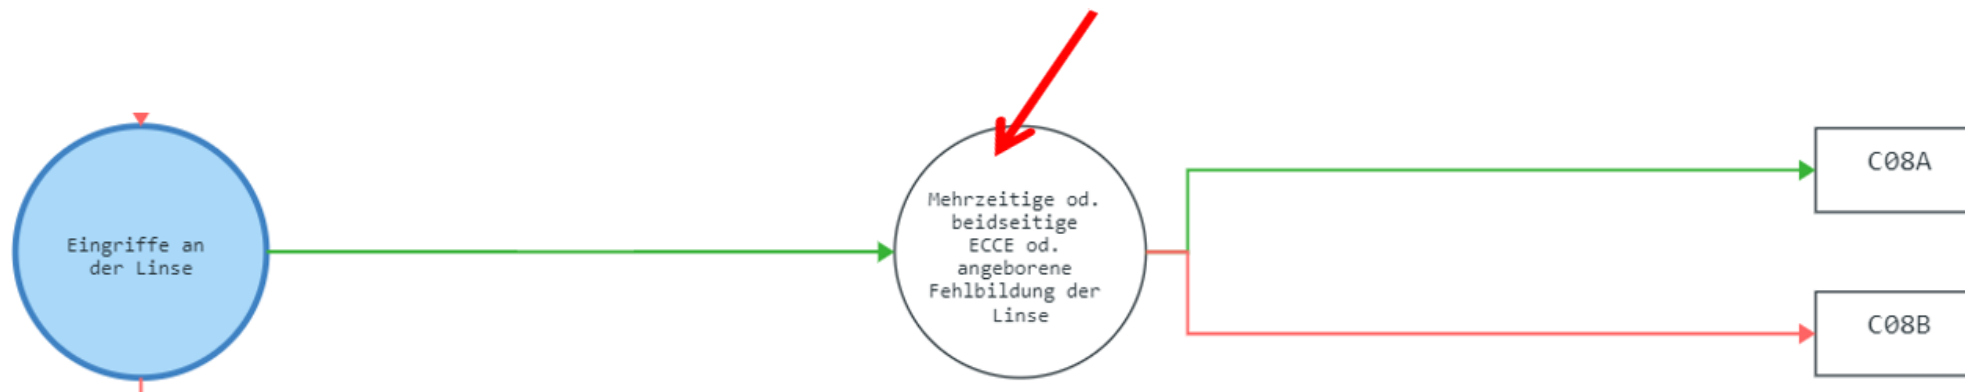 Eingriffe an
der Linse
Mehrzeitige od.
beidseitige
ECCE od.
angeborene
Fehlbildung der
Linse
C08A
C08B